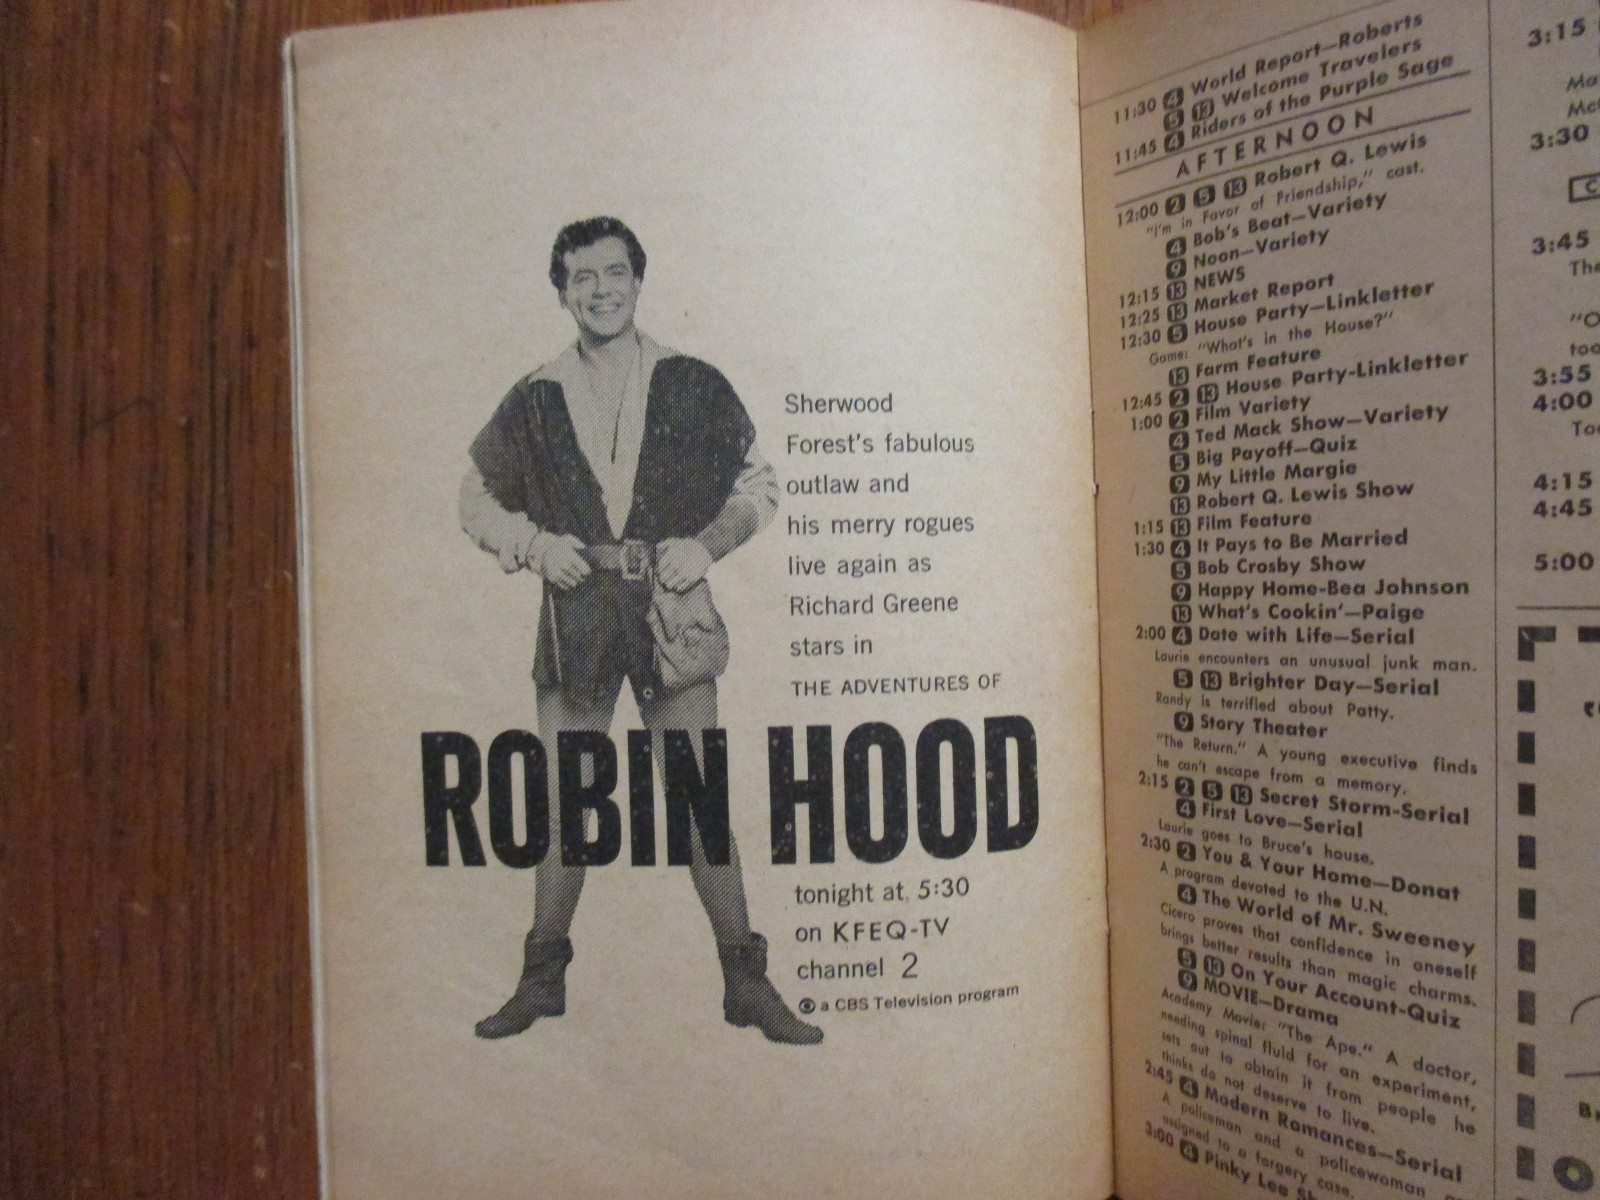 Sherwood
Forest's fabulous
outlaw and
his merry rogues
live again as
Richard Greene
stars in
THE ADVENTURES OF
ROBIN HOOD
tonight at 5:30
on KFEQ-TV
channel 2
a CBS Television program
11:30 4 World Report—Roberts
5 13 Welcome Travelers
11:45 4 Riders of the Purple Sage
AFTERNOON
12:00 2 5 13 Robert Q. Lewis
"I'm in Favor of Friendship," cast.
4 Bob's Beat—Variety
9 Noon—Variety
12:15 13 NEWS
12:25 13 Market Report
12:30 5 House Party—Linkletter
Game: "What's in the House?"
13 Farm Feature
12:45 2 13 House Party-Linkletter
1:00 2 Film Variety
4 Ted Mack Show—Variety
5 Big Payoff—Quiz
9 My Little Margie
13 Robert Q. Lewis Show
1:15 13 Film Feature
1:30 4 It Pays to Be Married
5 Bob Crosby Show
9 Happy Home-Bea Johnson
13 What's Cookin'—Paige
2:00 4 Date with Life—Serial
Laurie encounters an unusual junk man.
5 13 Brighter Day—Serial
Randy is terrified about Patty.
9 Story Theater
"The Return." A young executive finds
he can't escape from a memory.
2:15 2 5 13 Secret Storm-Serial
4 First Love—Serial
Laurie goes to Bruce's house.
2:30 2 You & Your Home—Donat
A program devoted to the U.N.
4 The World of Mr. Sweeney
Cicero proves that confidence in oneself
brings better results than magic charms.
5 13 On Your Account-Quiz
9 MOVIE—Drama
Academy Movie: "The Ape." A doctor,
needing spinal fluid for an experiment,
sets out to obtain it from people he
thinks do not deserve to live.
2:45 4 Modern Romances—Serial
A policeman and a policewoman
assigned to a forgery case.
3:00 4 Pinky Lee
3:15
3:30
3:45
The
"O
too
3:55
4:00
Too
4:15
4:45
5:00